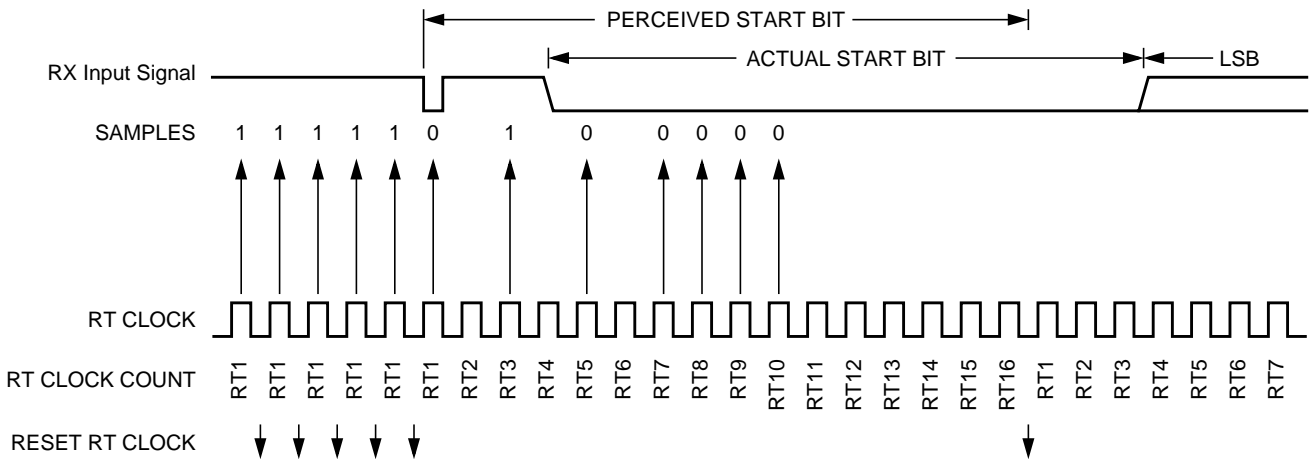 PERCEIVED START BIT
ACTUAL START BIT LSB
RX Input Signal
SAMPLES 1 1 1 1 1 0 1 0 0 0 0 0
RT CLOCK
RT CLOCK COUNT RT1 RT1 RT1 RT1 RT1 RT1 RT2 RT3 RT4 RT5 RT6 RT7 RT8 RT9 RT10 RT11 RT12 RT13 RT14 RT15 RT16 RT1 RT2 RT3 RT4 RT5 RT6 RT7
RESET RT CLOCK